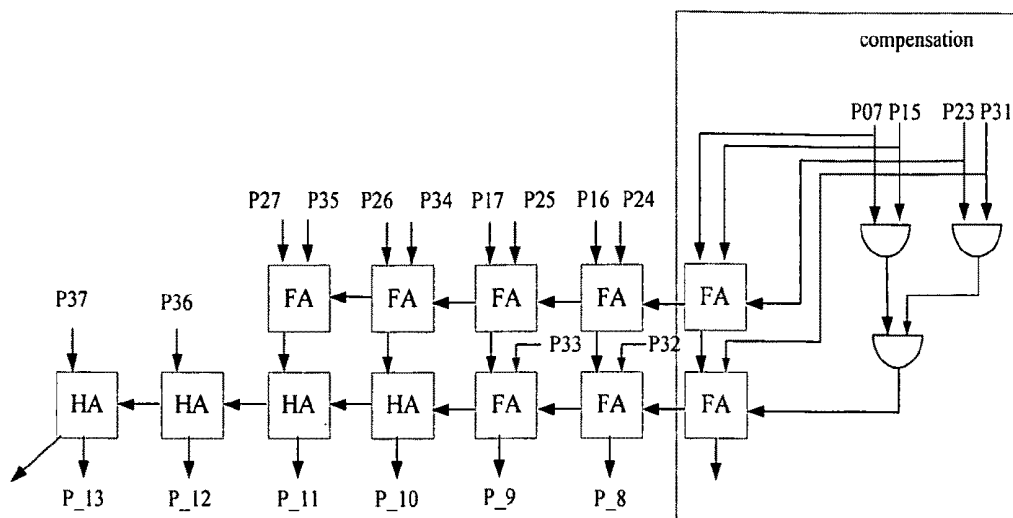 compensation
P07 P15 P23 P31
P27 P35 P26 P34 P17 P25 P16 P24
FA FA FA FA FA
P37 P36 P33 P32
HA HA HA HA FA FA FA
P_13 P_12 P_11 P_10 P_9 P_8